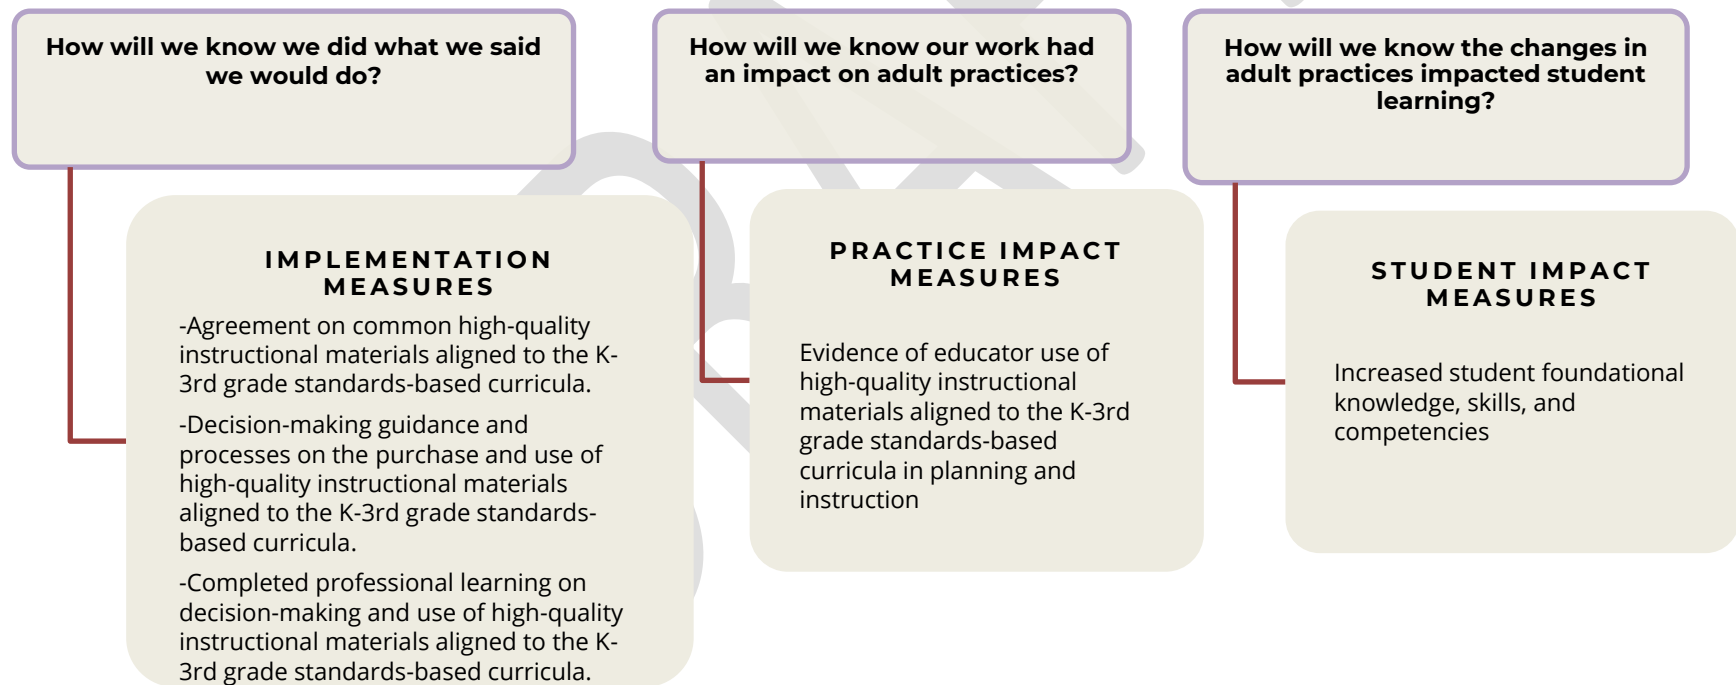 How will we know we did what we said
we would do?
IMPLEMENTATION
MEASURES
-Agreement on common high-quality
instructional materials aligned to the K-
3rd grade standards-based curricula.
-Decision-making guidance and
processes on the purchase and use of
high-quality instructional materials
aligned to the K-3rd grade standards-
based curricula.
-Completed professional learning on
decision-making and use of high-quality
instructional materials aligned to the K-
3rd grade standards-based curricula.
How will we know our work had
an impact on adult practices?
PRACTICE IMPACT
MEASURES
Evidence of educator use of
high-quality instructional
materials aligned to the K-3rd
grade standards-based
curricula in planning and
instruction
How will we know the changes in
adult practices impacted student
learning?
STUDENT IMPACT
MEASURES
Increased student foundational
knowledge, skills, and
competencies